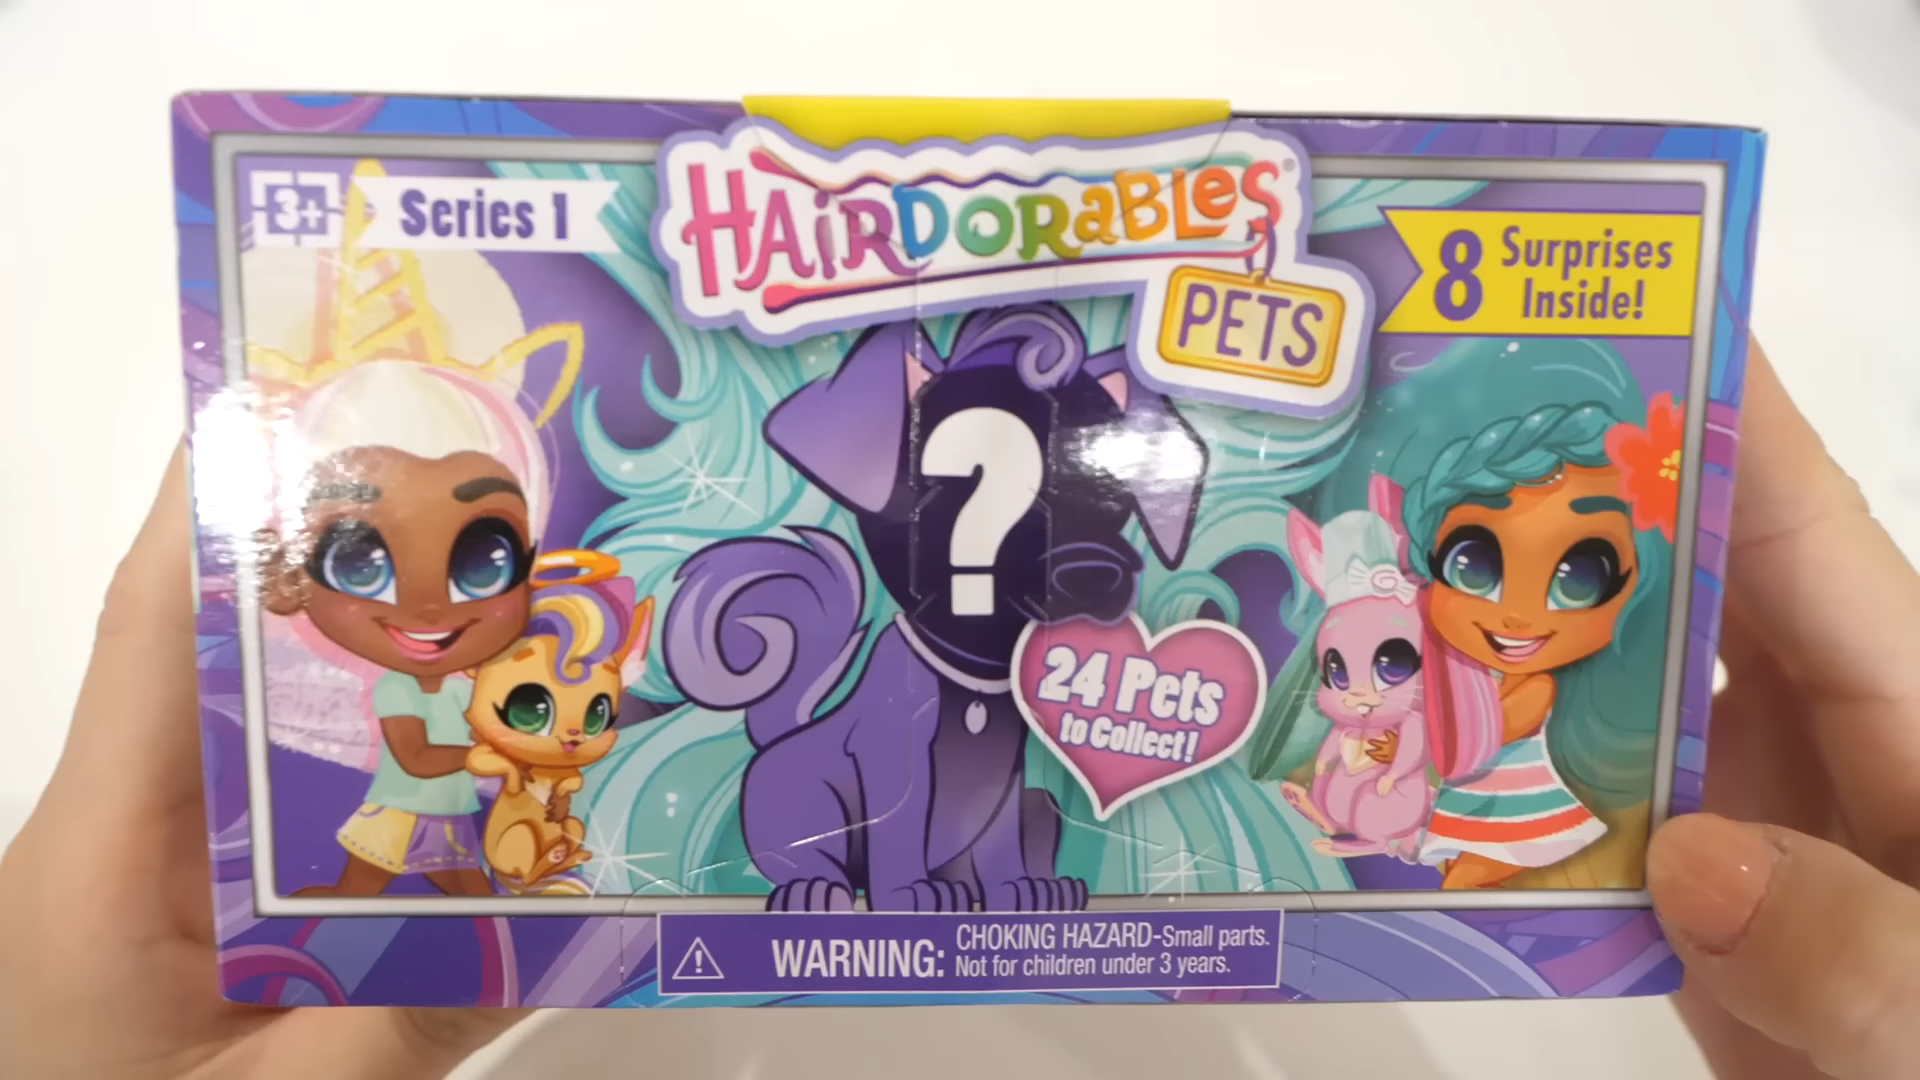 3+
Series 1
HAIRDORABLES®
PETS
8 Surprises
Inside!
?
24 Pets
to Collect!
WARNING: CHOKING HAZARD-Small parts.
Not for children under 3 years.